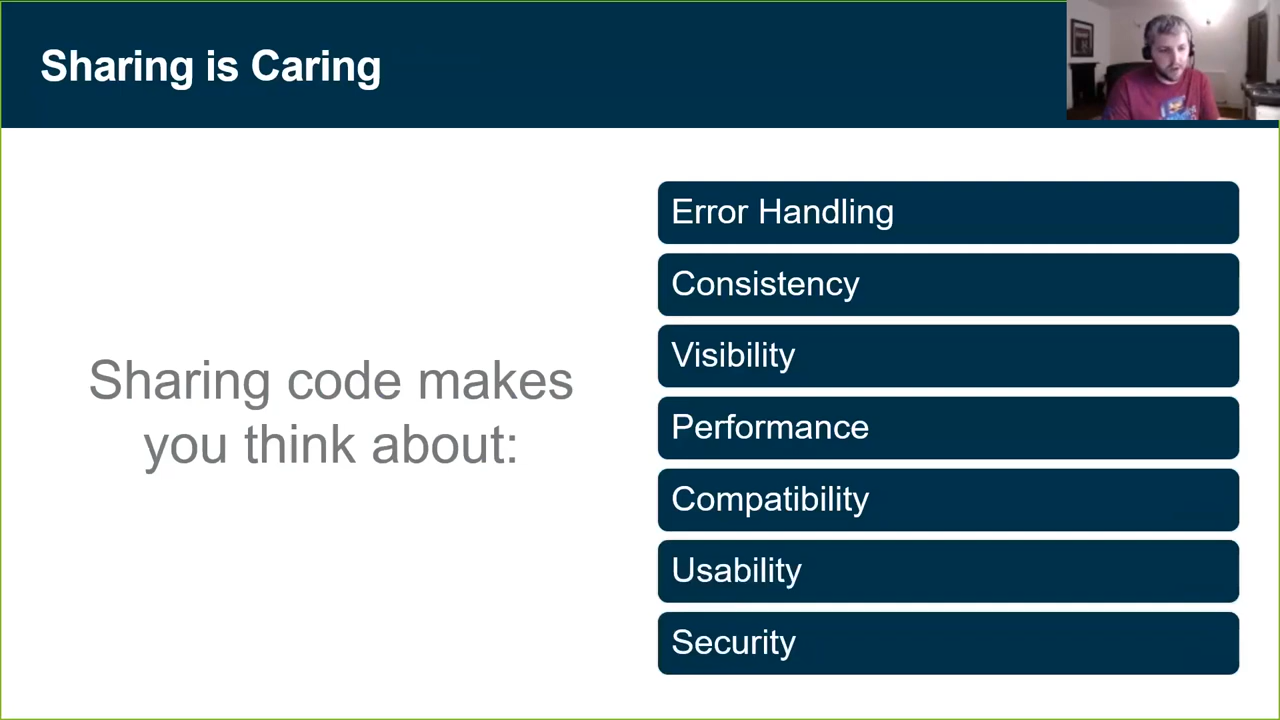 Sharing is Caring
Sharing code makes
you think about:
Error Handling
Consistency
Visibility
Performance
Compatibility
Usability
Security